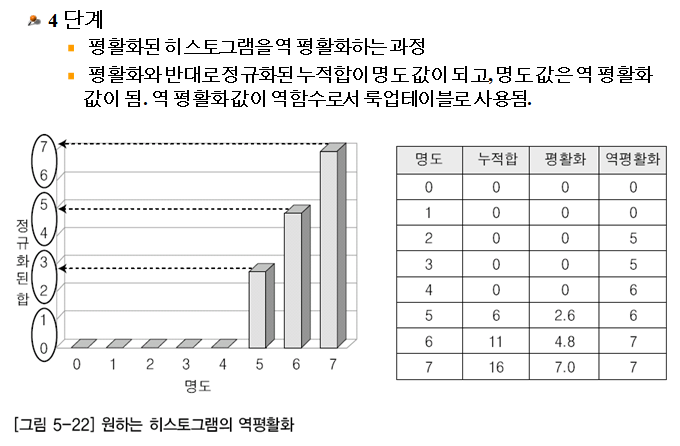 4 단계
평활화된 히스토그램을 역 평활화하는 과정
평활화와 반대로 정규화된 누적합이 명도 값이 되고, 명도 값은 역 평활화
값이 됨. 역 평활화 값이 역함수로서 룩업테이블로 사용됨.
7
6
5
4
3
2
1
0
정규화된 합
0 1 2 3 4 5 6 7
명도
명도 누적합 평활화 역평활화
0 0 0 0
1 0 0 0
2 0 0 5
3 0 0 5
4 0 0 6
5 6 2.6 6
6 11 4.8 7
7 16 7.0 7
[그림 5-22] 원하는 히스토그램의 역평활화